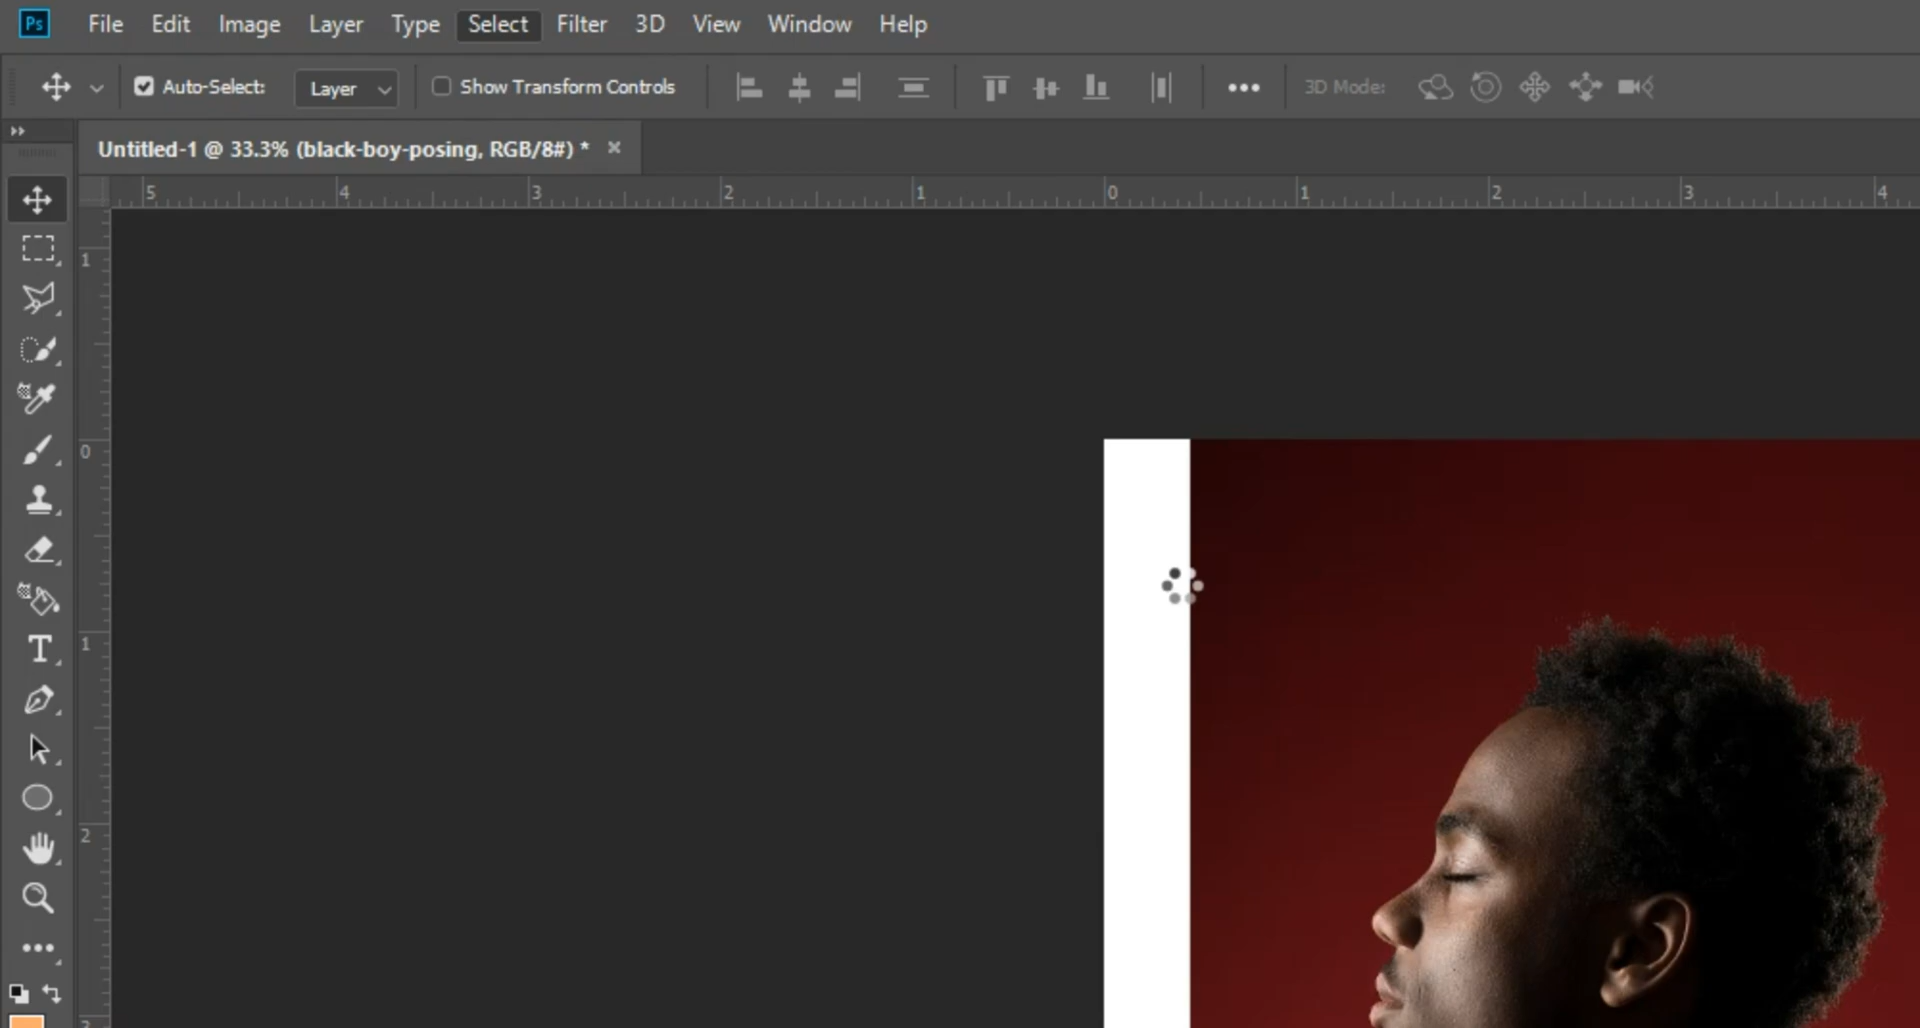 Ps File Edit Image Layer Type Select Filter 3D View Window Help
Auto-Select: Layer Show Transform Controls 3D Mode:
Untitled-1 @ 33.3% (black-boy-posing, RGB/8#) *
5 4 3 2 1 0 1 2 3 4
1
0
1
T
2
3